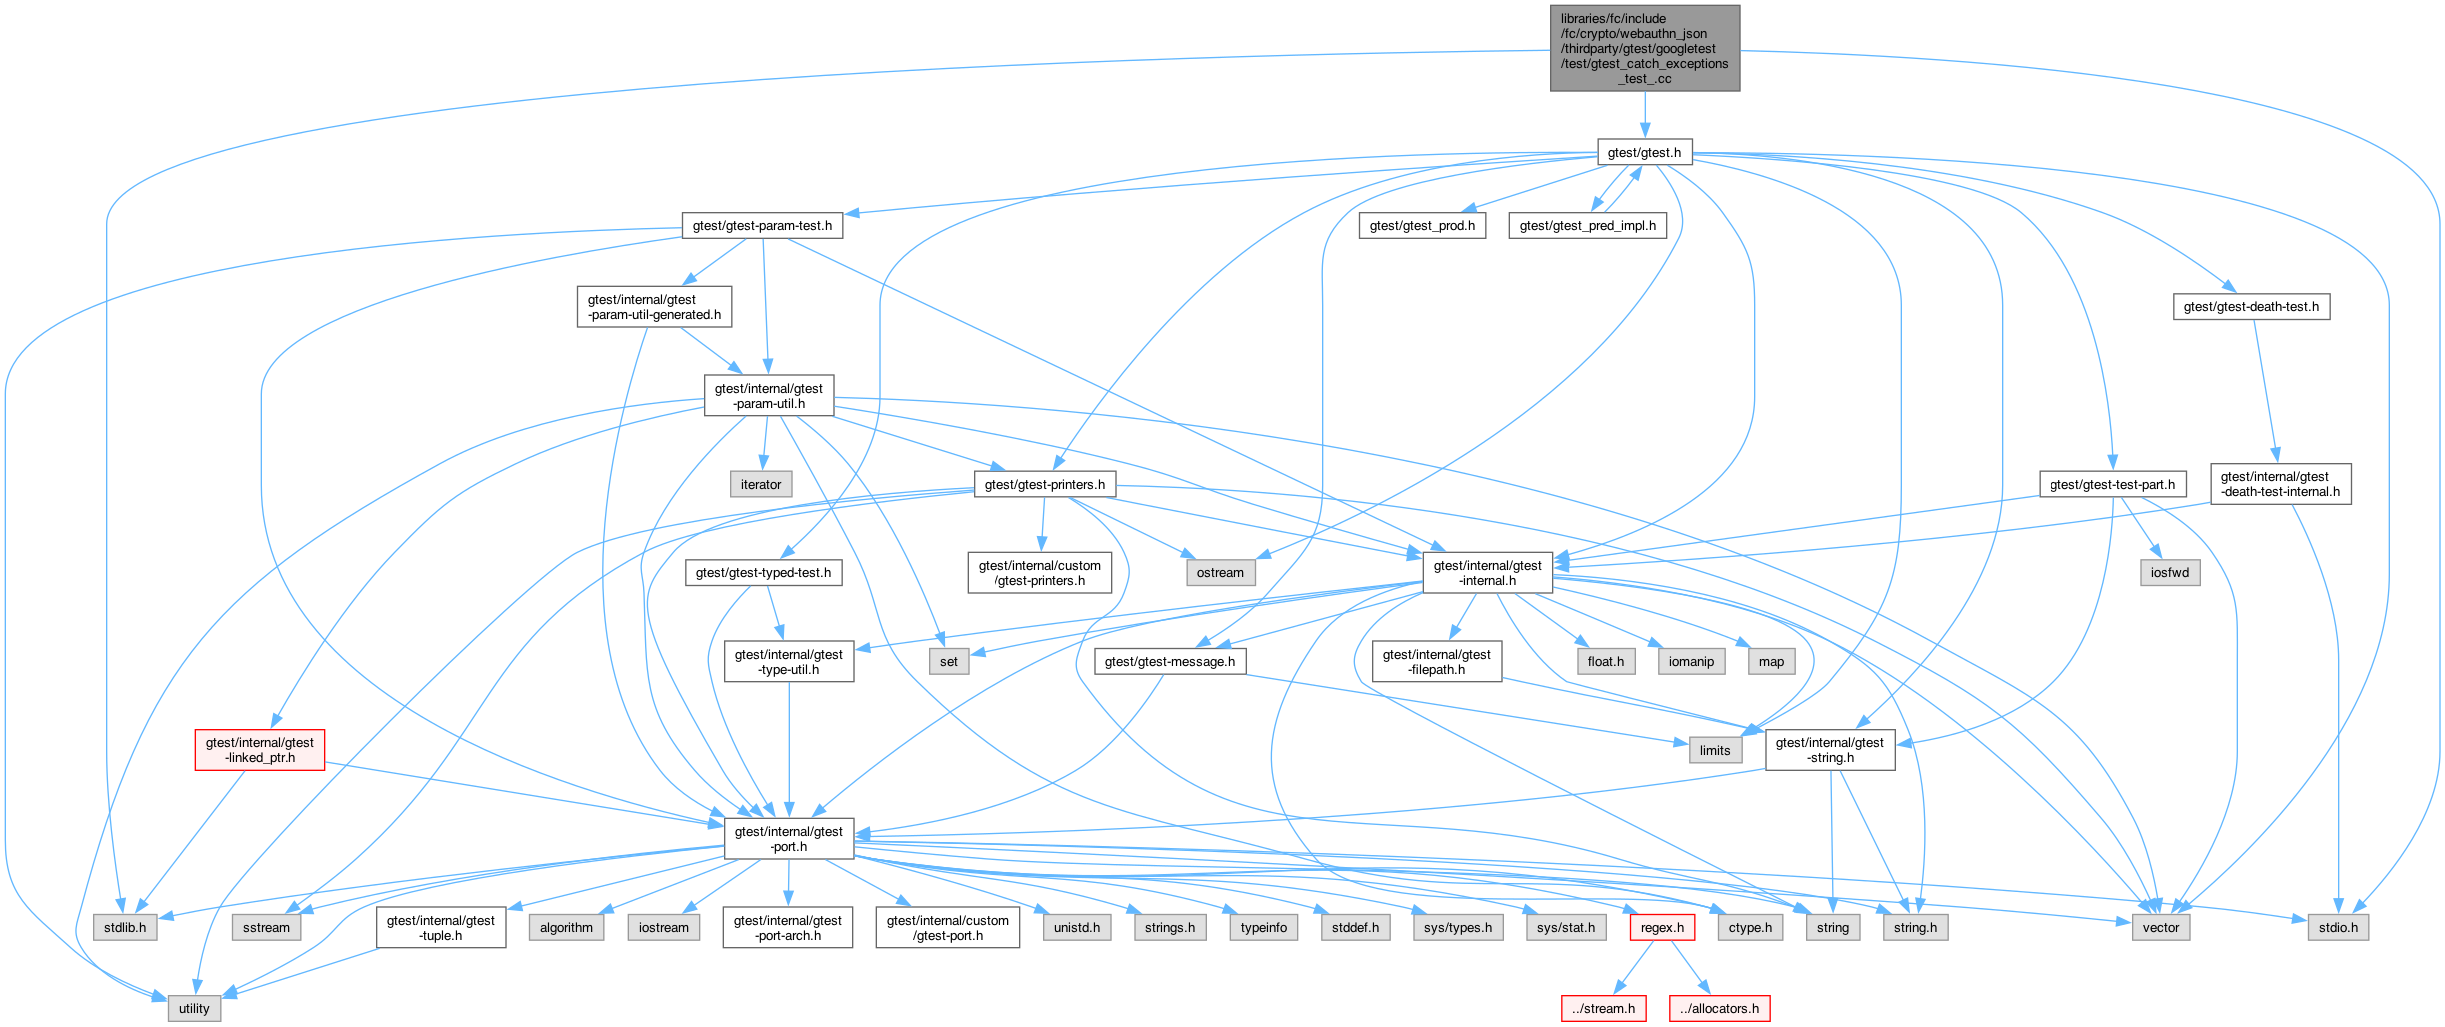 libraries/fc/include
/fc/crypto/webauthn_json
/thirdparty/gtest/googletest
/test/gtest_catch_exceptions
_test_.cc
gtest/gtest.h
gtest/gtest-param-test.h
gtest/gtest_prod.h
gtest/gtest_pred_impl.h
gtest/internal/gtest
-param-util-generated.h
gtest/gtest-death-test.h
gtest/internal/gtest
-param-util.h
iterator
gtest/gtest-printers.h
gtest/gtest-test-part.h
gtest/internal/gtest
-death-test-internal.h
gtest/gtest-typed-test.h
gtest/internal/custom
/gtest-printers.h
ostream
gtest/internal/gtest
-internal.h
iosfwd
gtest/internal/gtest
-type-util.h
set
gtest/gtest-message.h
gtest/internal/gtest
-filepath.h
float.h
iomanip
map
gtest/internal/gtest
-linked_ptr.h
limits
gtest/internal/gtest
-string.h
gtest/internal/gtest
-port.h
stdlib.h
sstream
gtest/internal/gtest
-tuple.h
algorithm
iostream
gtest/internal/gtest
-port-arch.h
gtest/internal/custom
/gtest-port.h
unistd.h
strings.h
typeinfo
stddef.h
sys/types.h
sys/stat.h
regex.h
ctype.h
string
string.h
vector
stdio.h
utility
../stream.h
../allocators.h